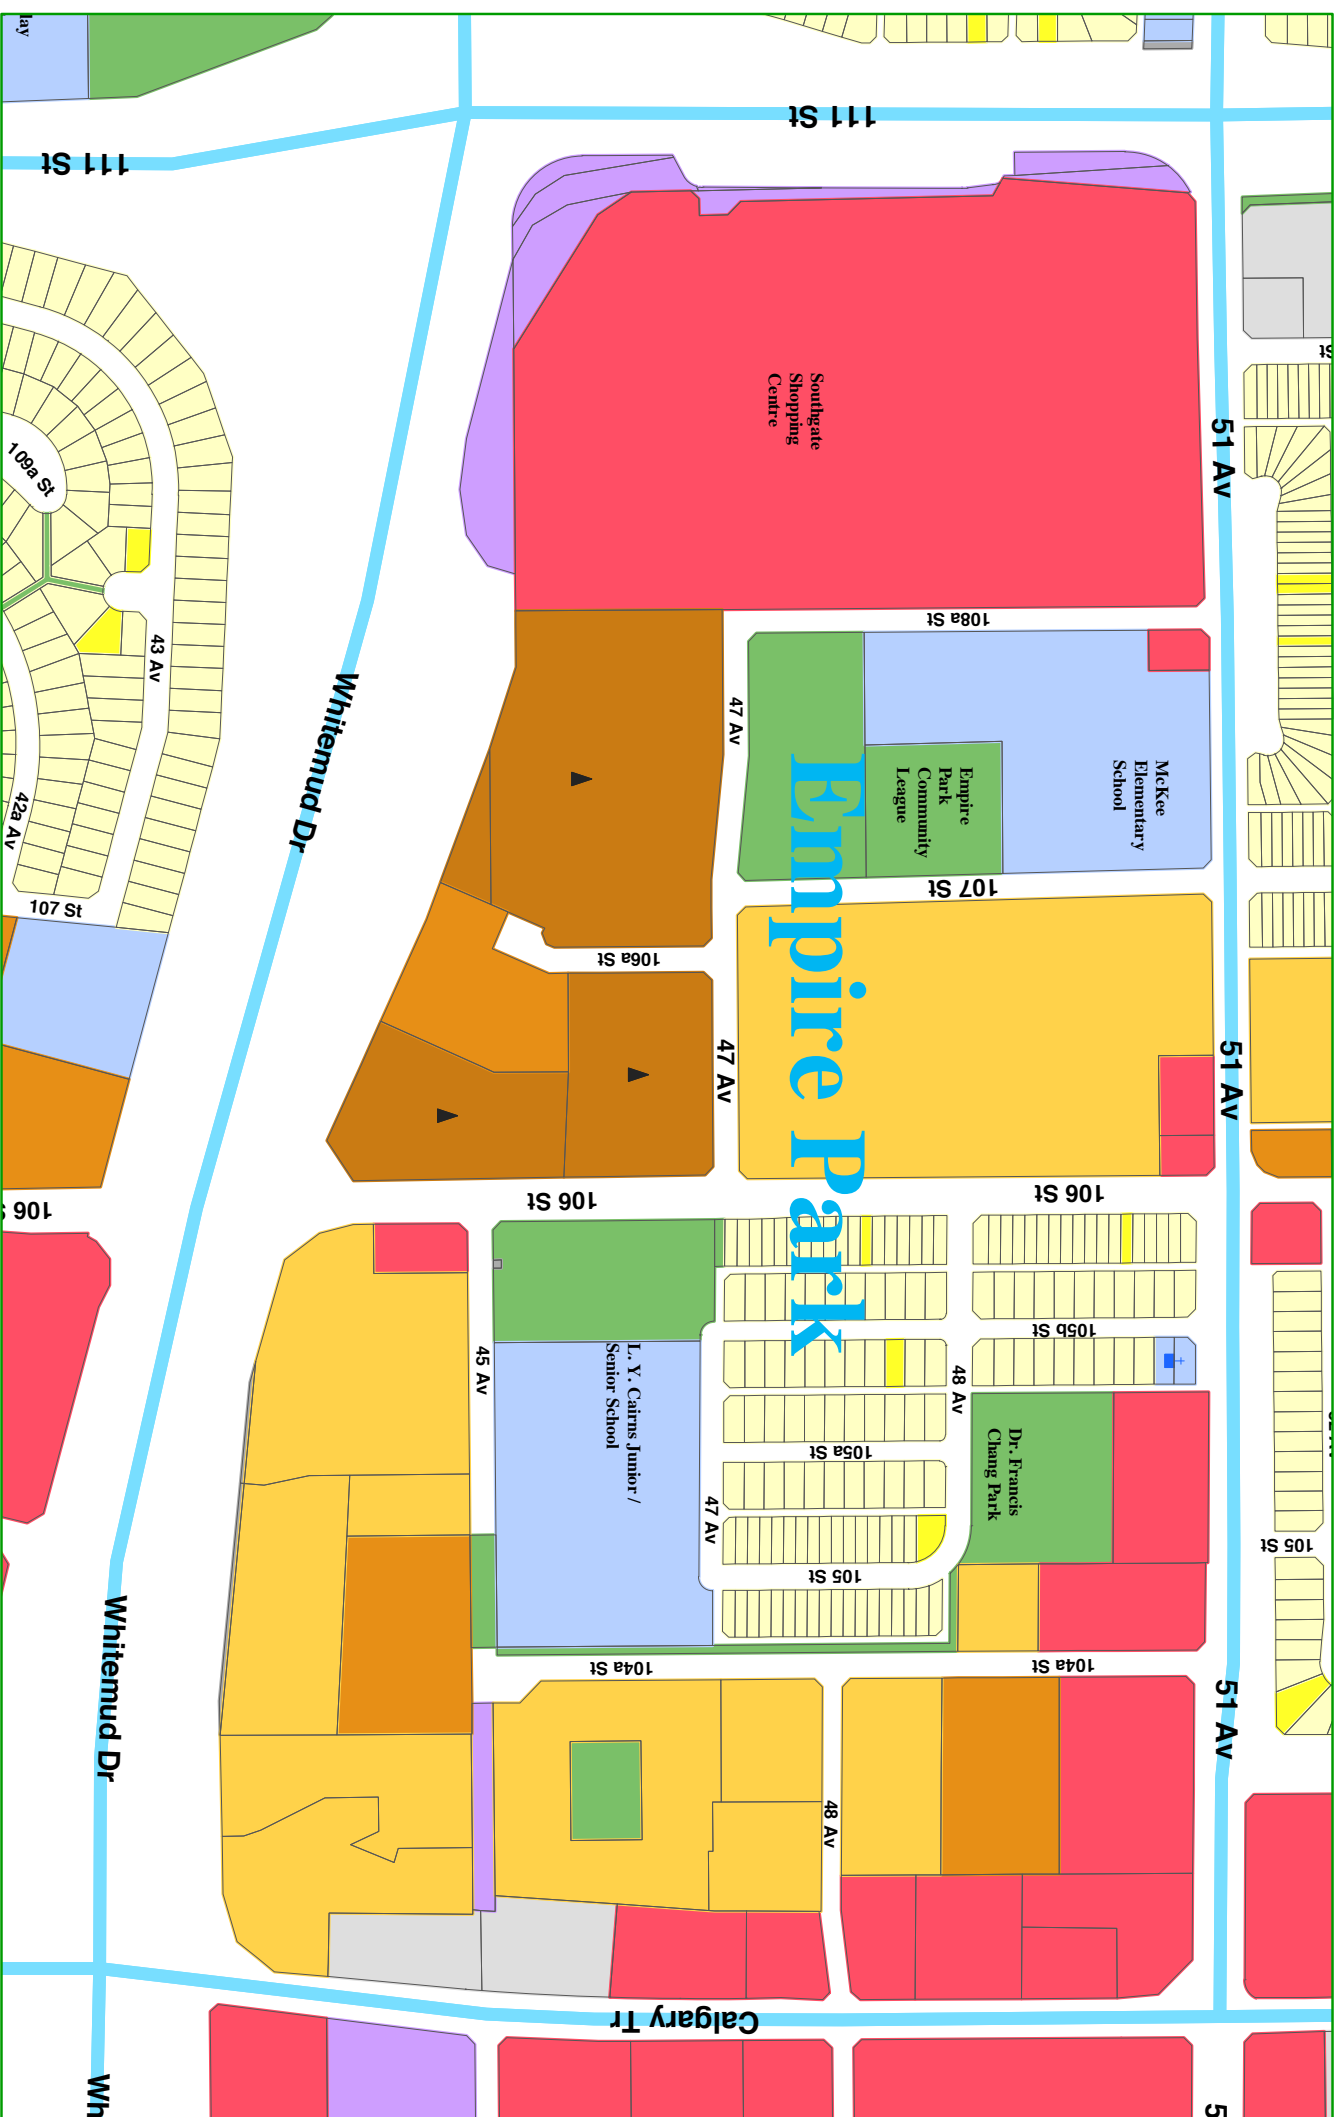 lay
111 St
111 St
St
51 Av
Southgate
Shopping
Centre
109a St
43 Av
42a Av
107 St
Whitemud Dr
108a St
47 Av
McKee
Elementary
School
Empire
Park
Community
League
107 St
Empire Park
106a St
47 Av
51 Av
106
106 St
106 St
105b St
45 Av
L. Y. Cairns Junior /
Senior School
48 Av
Dr. Francis
Chang Park
105a St
47 Av
105 St
105 St
104a St
104a St
Whitemud Dr
51 Av
48 Av
Calgary Tr
Wh
5